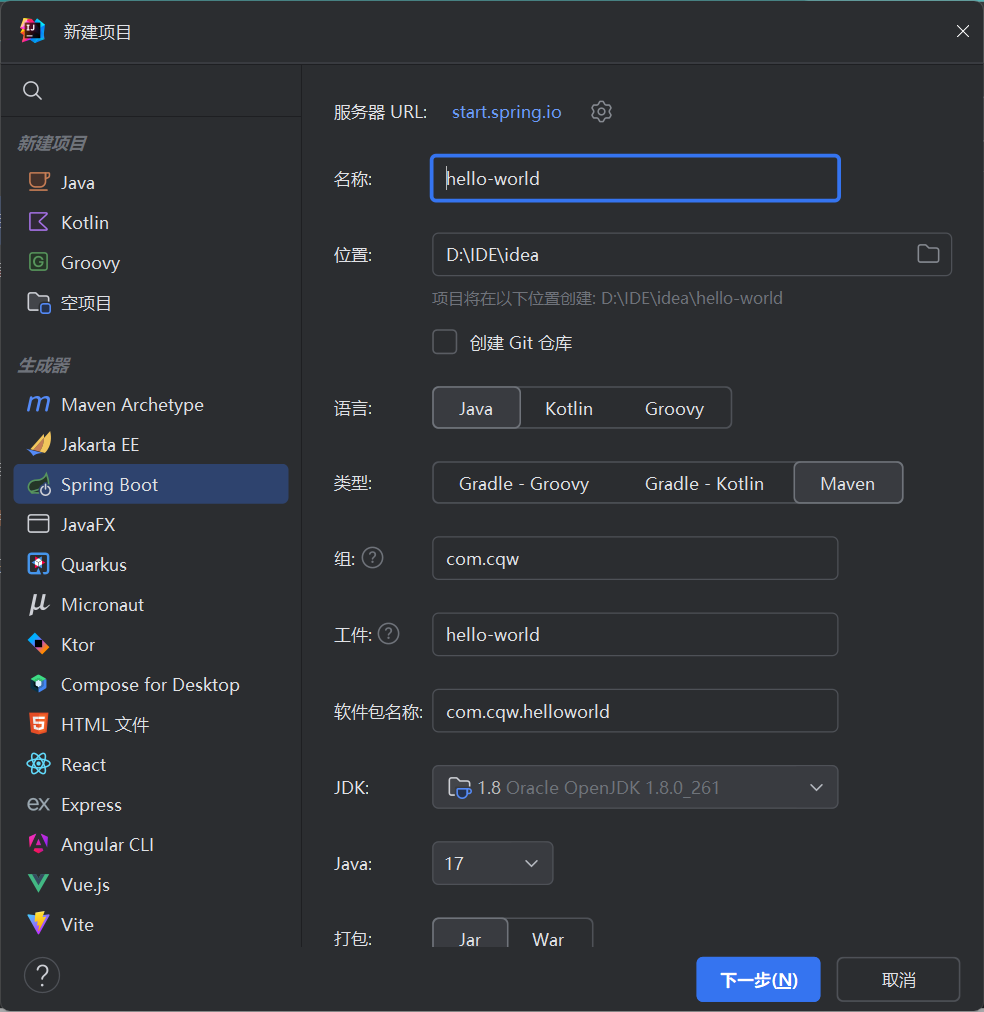 新建项目
新建项目
Java
Kotlin
Groovy
空项目
生成器
Maven Archetype
Jakarta EE
Spring Boot
JavaFX
Quarkus
Micronaut
Ktor
Compose for Desktop
HTML 文件
React
Express
Angular CLI
Vue.js
Vite
服务器 URL: start.spring.io
名称: hello-world
位置: D:\IDE\idea
项目将在以下位置创建: D:\IDE\idea\hello-world
创建 Git 仓库
语言: Java Kotlin Groovy
类型: Gradle - Groovy Gradle - Kotlin Maven
组: ? com.cqw
工件: ? hello-world
软件包名称: com.cqw.helloworld
JDK: 1.8 Oracle OpenJDK 1.8.0_261
Java: 17
打包: Jar War
? 下一步(N) 取消